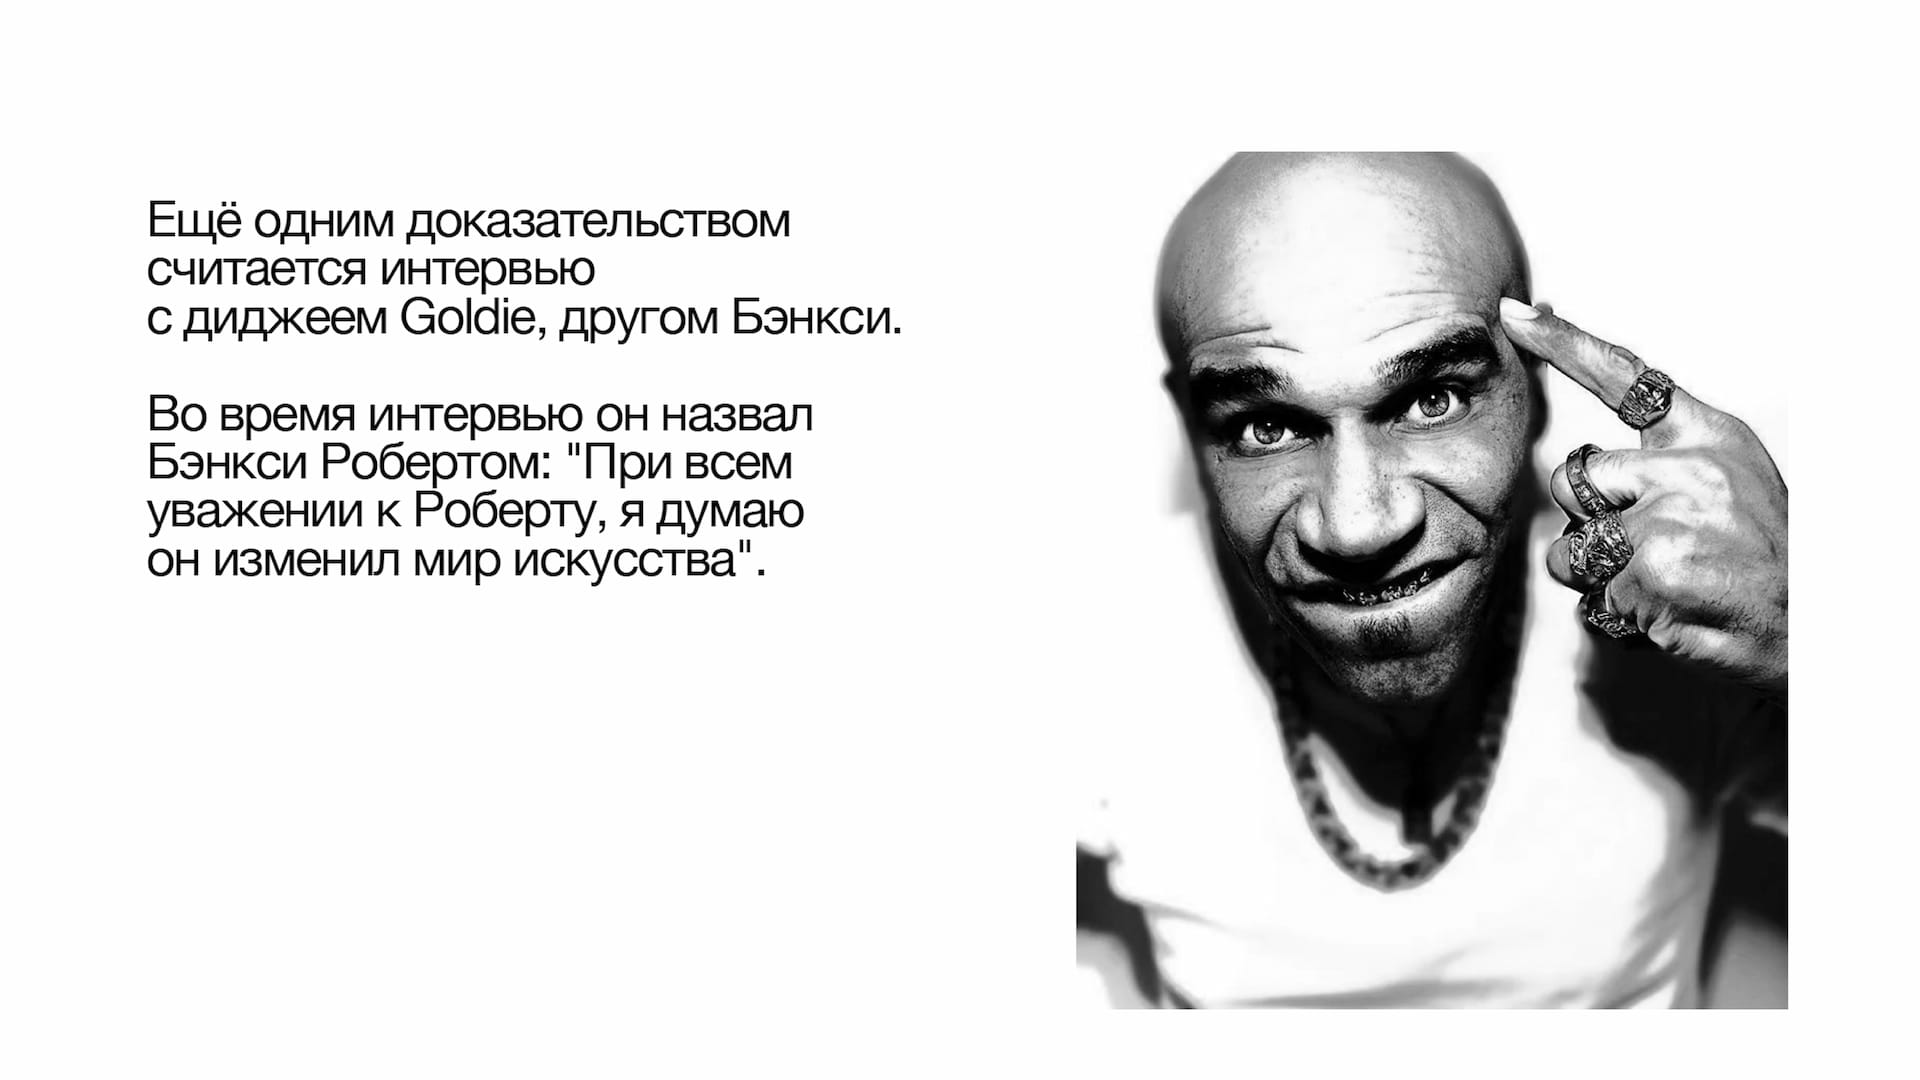 Ещё одним доказательством
считается интервью
с диджеем Goldie, другом Бэнкси.
Во время интервью он назвал
Бэнкси Робертом: "При всем
уважении к Роберту, я думаю
он изменил мир искусства".